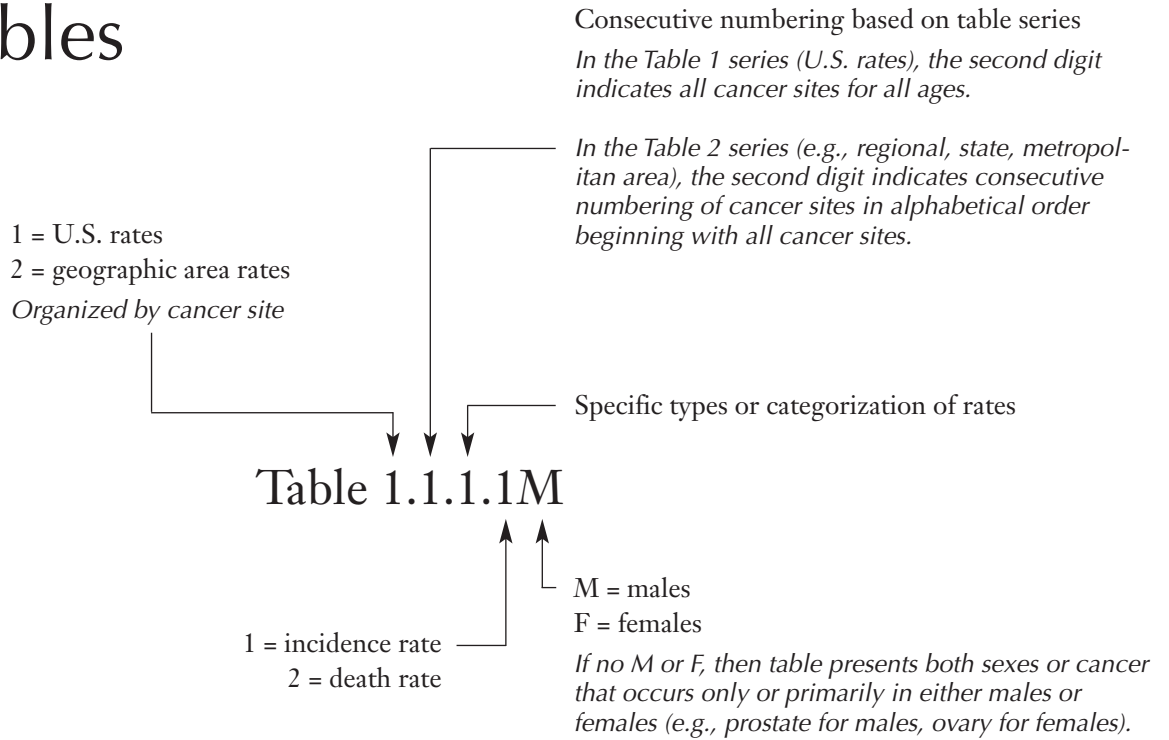 bles
Consecutive numbering based on table series
In the Table 1 series (U.S. rates), the second digit
indicates all cancer sites for all ages.
In the Table 2 series (e.g., regional, state, metropol-
itan area), the second digit indicates consecutive
numbering of cancer sites in alphabetical order
beginning with all cancer sites.
1 = U.S. rates
2 = geographic area rates
Organized by cancer site
Specific types or categorization of rates
Table 1.1.1.1M
1 = incidence rate
2 = death rate
M = males
F = females
If no M or F, then table presents both sexes or cancer
that occurs only or primarily in either males or
females (e.g., prostate for males, ovary for females).